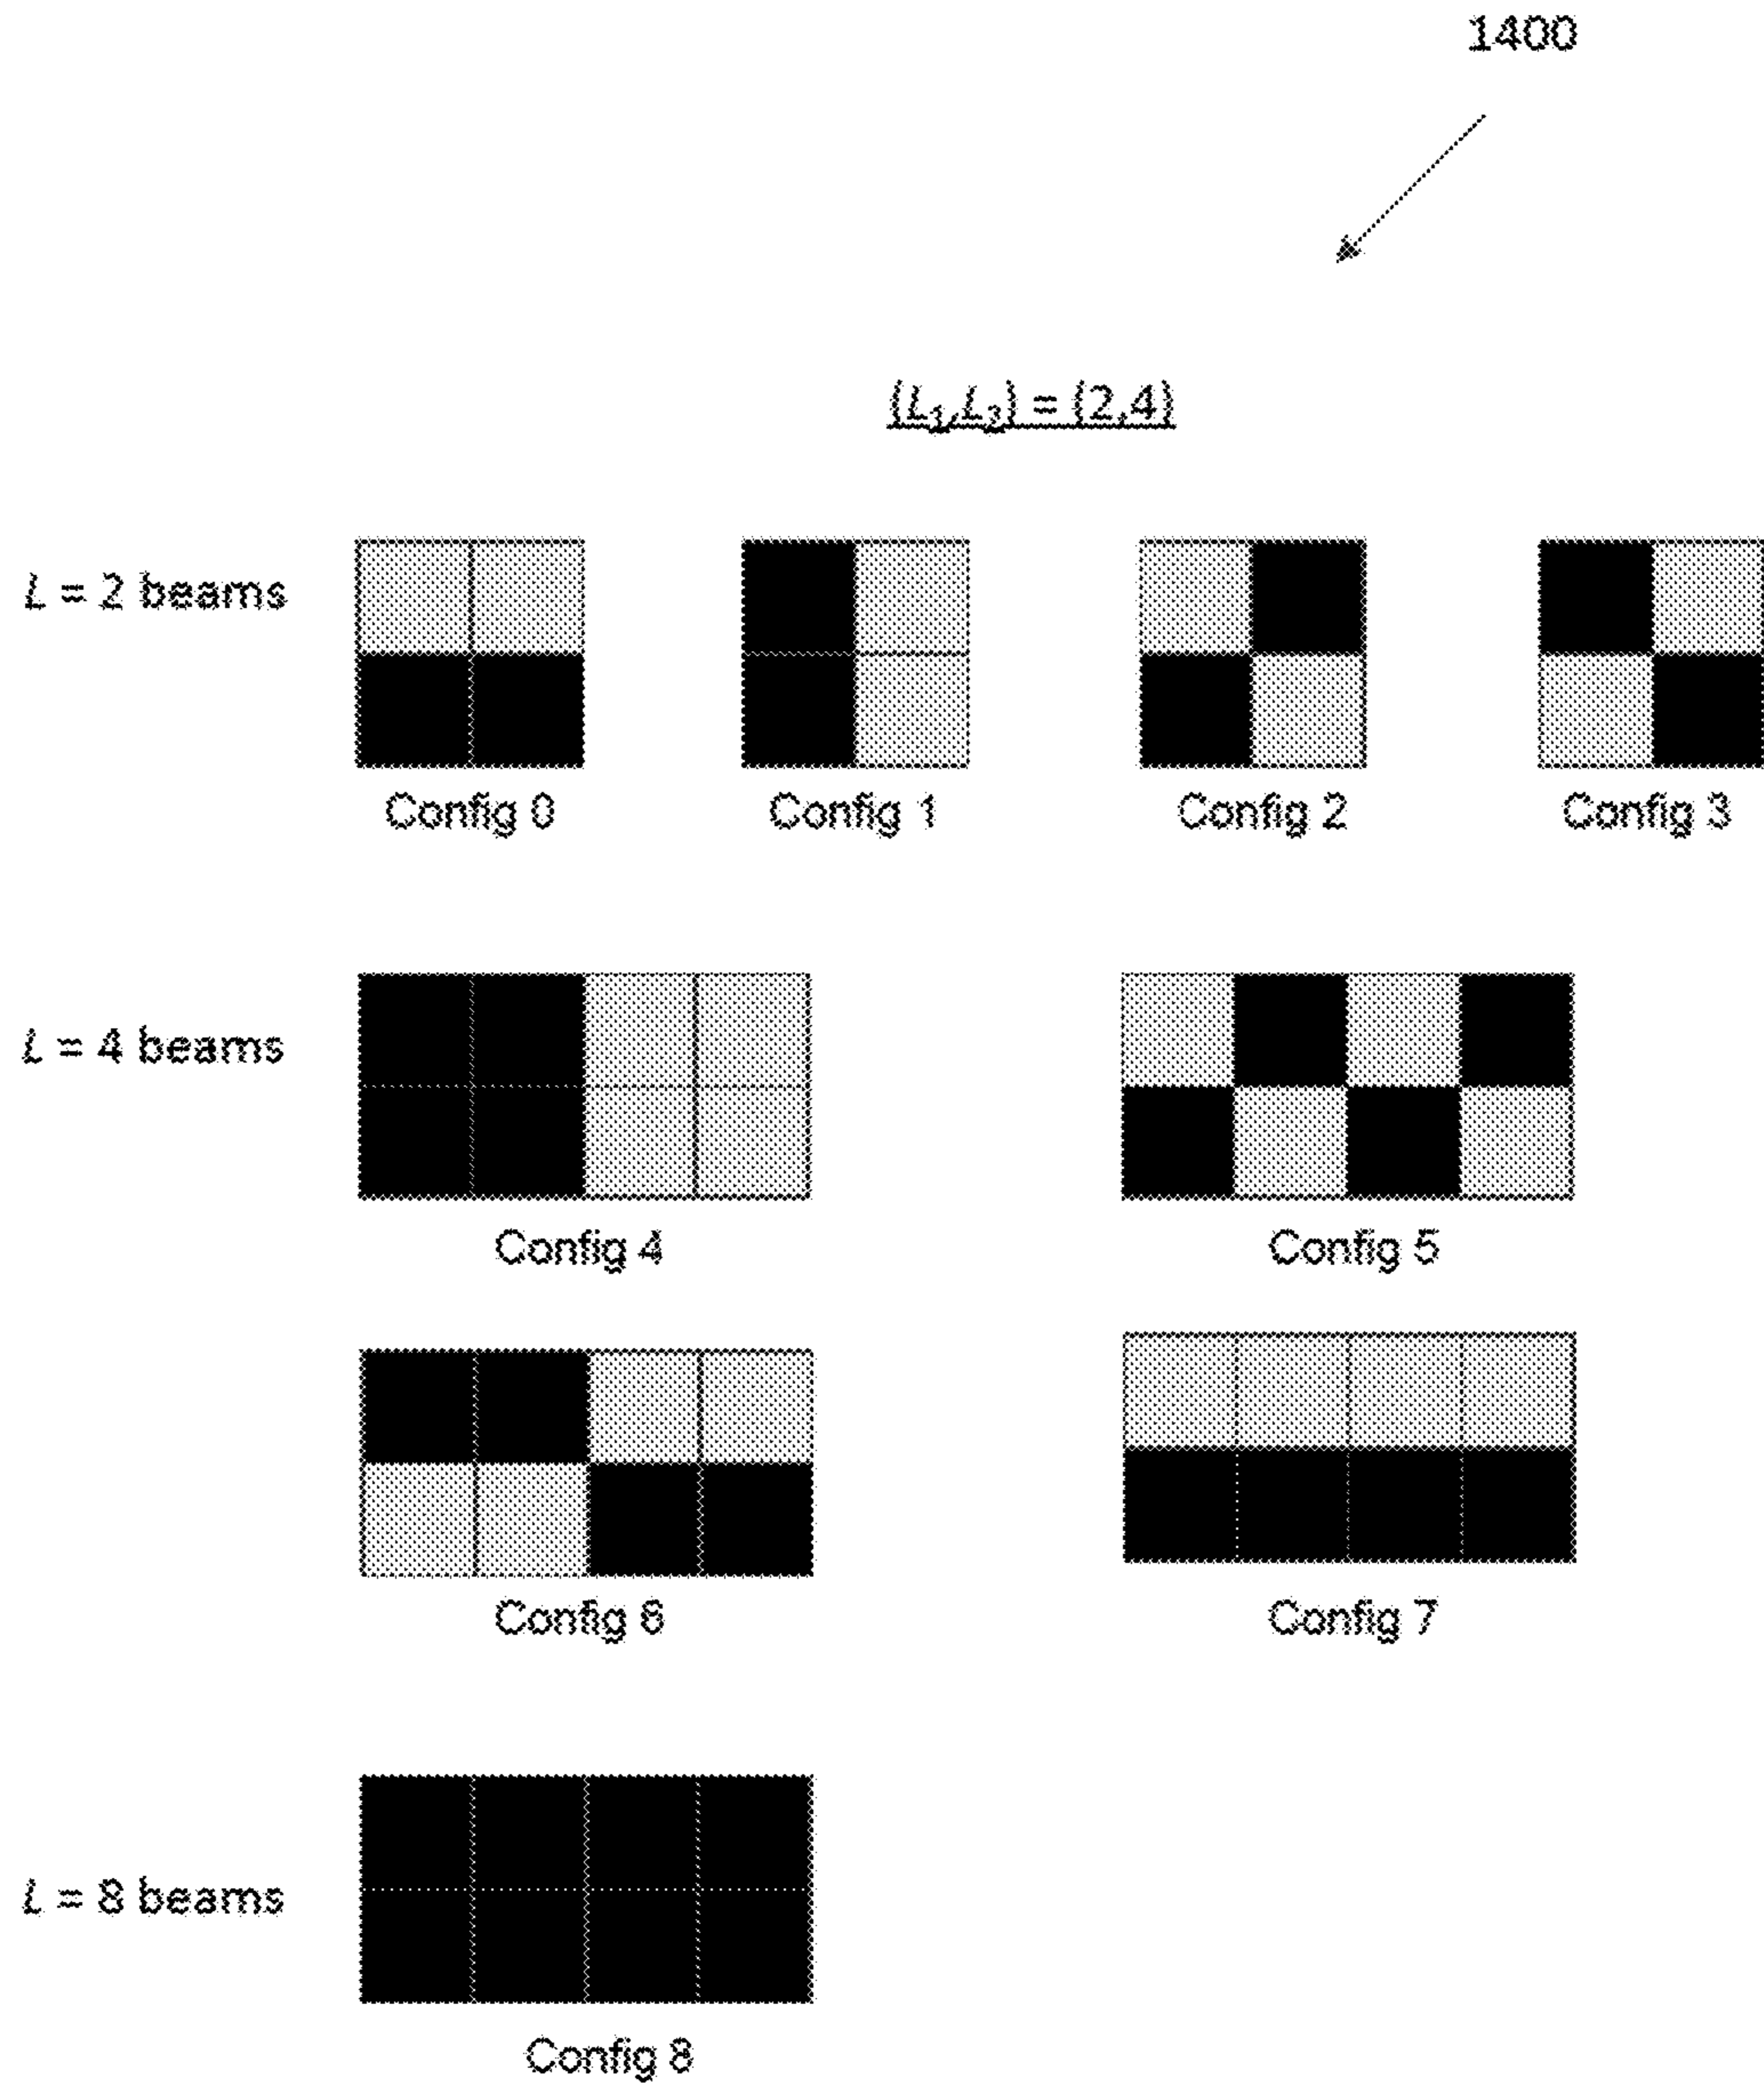 1400
(L₁,L₂) = (2,4)
L = 2 beams
Config 0 Config 1 Config 2 Config 3
L = 4 beams
Config 4 Config 5
Config 6 Config 7
L = 8 beams
Config 8